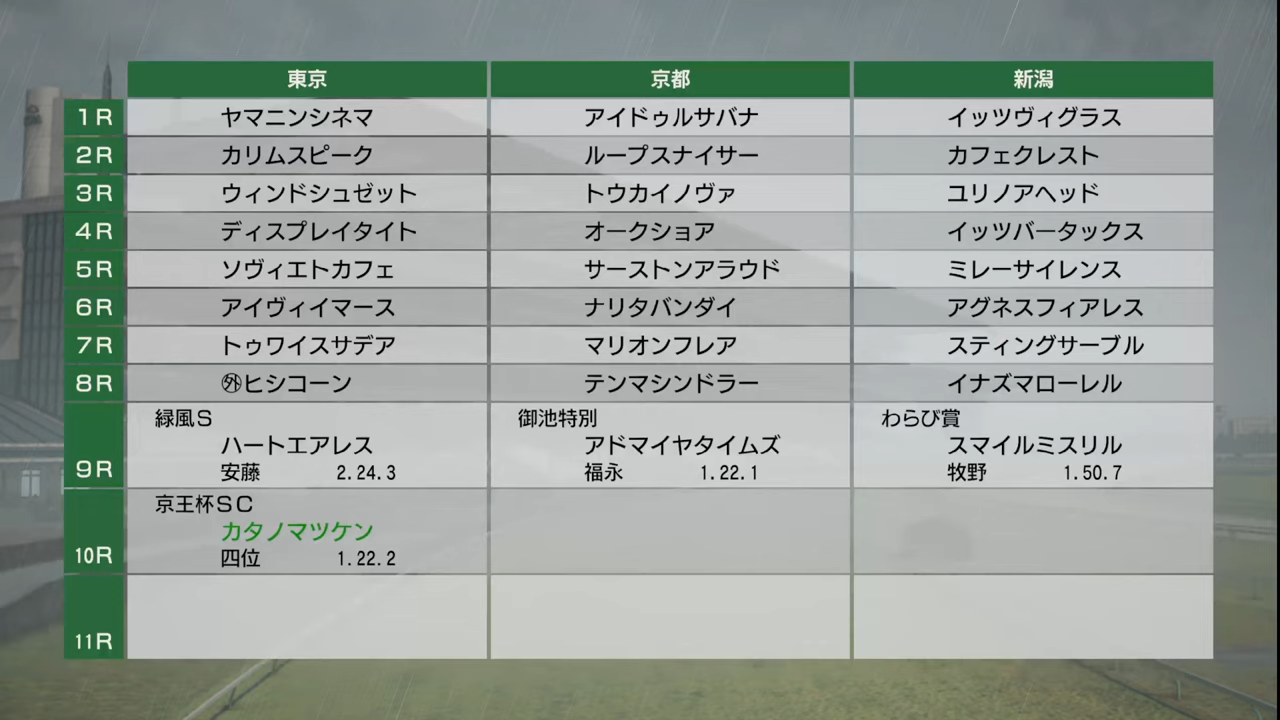 東京 京都 新潟
1R ヤマニンシネマ アイドゥルサバナ イッツヴィグラス
2R カリムスピーク ループスナイサー カフェクレスト
3R ウィンドシュゼット トウカイノヴァ ユリノアヘッド
4R ディスプレイタイト オークショア イッツバータックス
5R ソヴィエトカフェ サーストンアラウド ミレーサイレンス
6R アイヴィイマース ナリタバンダイ アグネスフィアレス
7R トゥワイスサデア マリオンフレア スティングサーブル
8R ㊕ヒシコーン テンマシンドラー イナズマローレル
緑風S 御池特別 わらび賞
ハートエアレス アドマイヤタイムズ スマイルミスリル
9R 安藤 2.24.3 福永 1.22.1 牧野 1.50.7
京王杯SC
カタノマツケン
10R 四位 1.22.2
11R